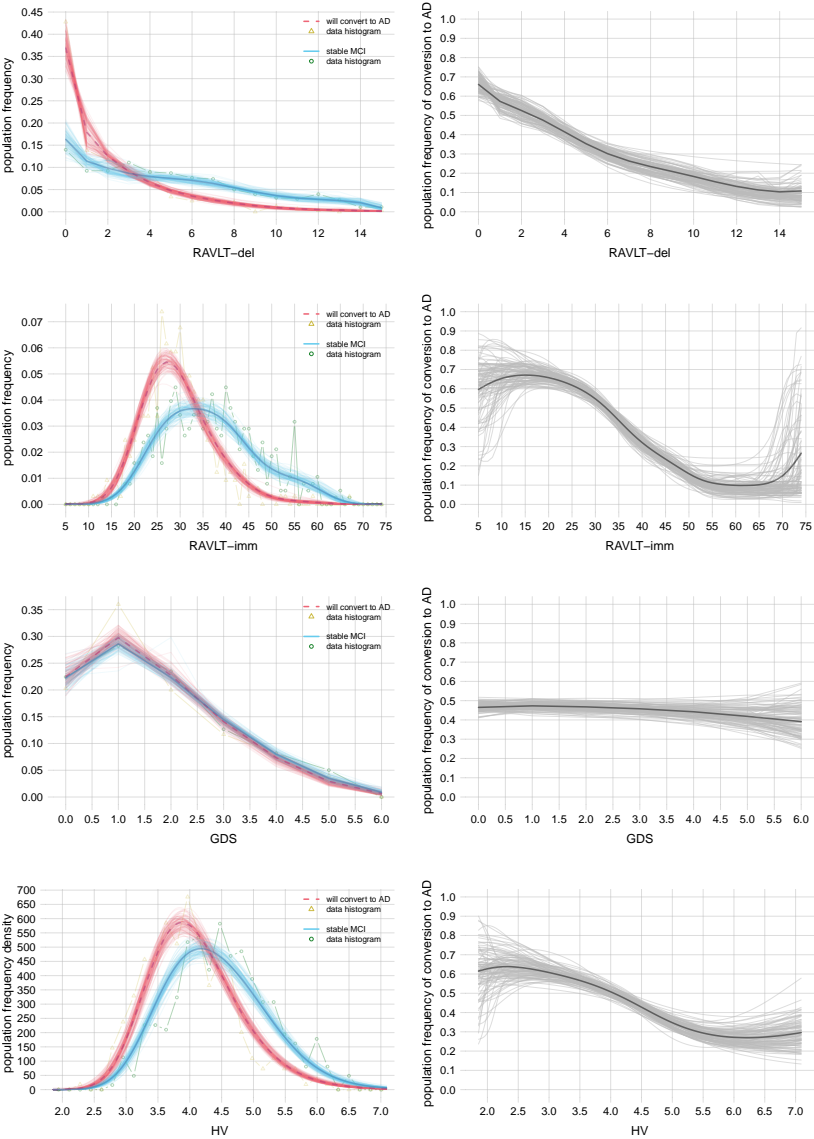 population frequency
0.45
0.40
0.35
0.30
0.25
0.20
0.15
0.10
0.05
0.00
0 2 4 6 8 10 12 14
RAVLT−del
will convert to AD
data histogram
stable MCI
data histogram
population frequency of conversion to AD
1.0
0.9
0.8
0.7
0.6
0.5
0.4
0.3
0.2
0.1
0.0
0 2 4 6 8 10 12 14
RAVLT−del
population frequency
0.07
0.06
0.05
0.04
0.03
0.02
0.01
0.00
5 10 15 20 25 30 35 40 45 50 55 60 65 70 75
RAVLT−imm
will convert to AD
data histogram
stable MCI
data histogram
population frequency of conversion to AD
1.0
0.9
0.8
0.7
0.6
0.5
0.4
0.3
0.2
0.1
0.0
5 10 15 20 25 30 35 40 45 50 55 60 65 70 75
RAVLT−imm
population frequency
0.35
0.30
0.25
0.20
0.15
0.10
0.05
0.00
0.0 0.5 1.0 1.5 2.0 2.5 3.0 3.5 4.0 4.5 5.0 5.5 6.0
GDS
will convert to AD
data histogram
stable MCI
data histogram
population frequency of conversion to AD
1.0
0.9
0.8
0.7
0.6
0.5
0.4
0.3
0.2
0.1
0.0
0.0 0.5 1.0 1.5 2.0 2.5 3.0 3.5 4.0 4.5 5.0 5.5 6.0
GDS
population frequency density
700
650
600
550
500
450
400
350
300
250
200
150
100
50
0
2.0 2.5 3.0 3.5 4.0 4.5 5.0 5.5 6.0 6.5 7.0
HV
will convert to AD
data histogram
stable MCI
data histogram
population frequency of conversion to AD
1.0
0.9
0.8
0.7
0.6
0.5
0.4
0.3
0.2
0.1
0.0
2.0 2.5 3.0 3.5 4.0 4.5 5.0 5.5 6.0 6.5 7.0
HV